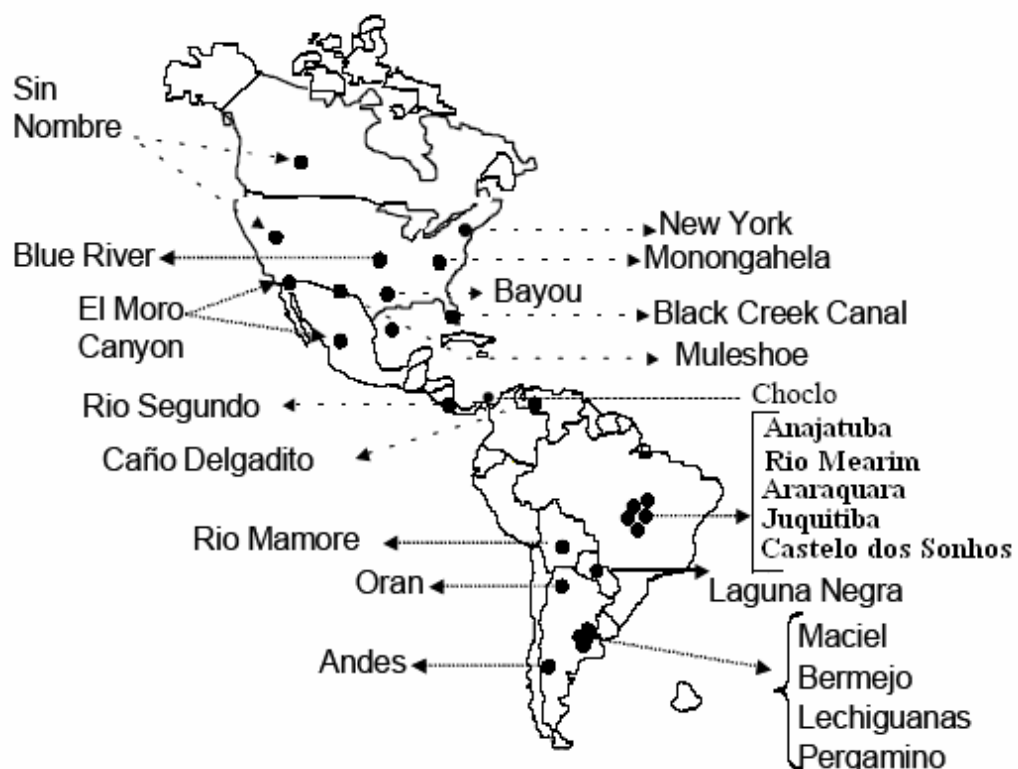 Sin
Nombre
New York
Blue River
Monongahela
Bayou
El Moro
Canyon
Black Creek Canal
Muleshoe
Rio Segundo
Choclo
Caño Delgadito
Anajatuba
Rio Mearim
Araraquara
Juquitiba
Castelo dos Sonhos
Rio Mamore
Oran
Laguna Negra
Andes
Maciel
Bermejo
Lechiguanas
Pergamino